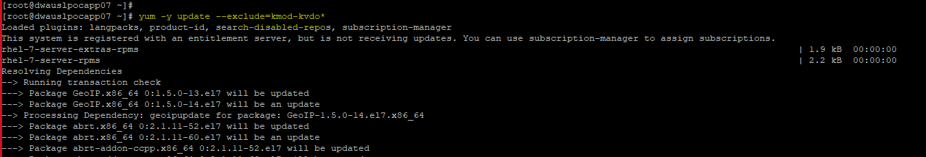 [root@dwauslpocapp07 ~]#
[root@dwauslpocapp07 ~]# yum -y update --exclude=kmod-kvdo*
Loaded plugins: langpacks, product-id, search-disabled-repos, subscription-manager
This system is registered with an entitlement server, but is not receiving updates. You can use subscription-manager to assign subscriptions.
rhel-7-server-extras-rpms | 1.9 kB 00:00:00
rhel-7-server-rpms | 2.2 kB 00:00:00
Resolving Dependencies
--> Running transaction check
---> Package GeoIP.x86_64 0:1.5.0-13.el7 will be updated
---> Package GeoIP.x86_64 0:1.5.0-14.el7 will be an update
--> Processing Dependency: geoipupdate for package: GeoIP-1.5.0-14.el7.x86_64
---> Package abrt.x86_64 0:2.1.11-52.el7 will be updated
---> Package abrt.x86_64 0:2.1.11-60.el7 will be an update
---> Package abrt-addon-ccpp.x86_64 0:2.1.11-52.el7 will be updated